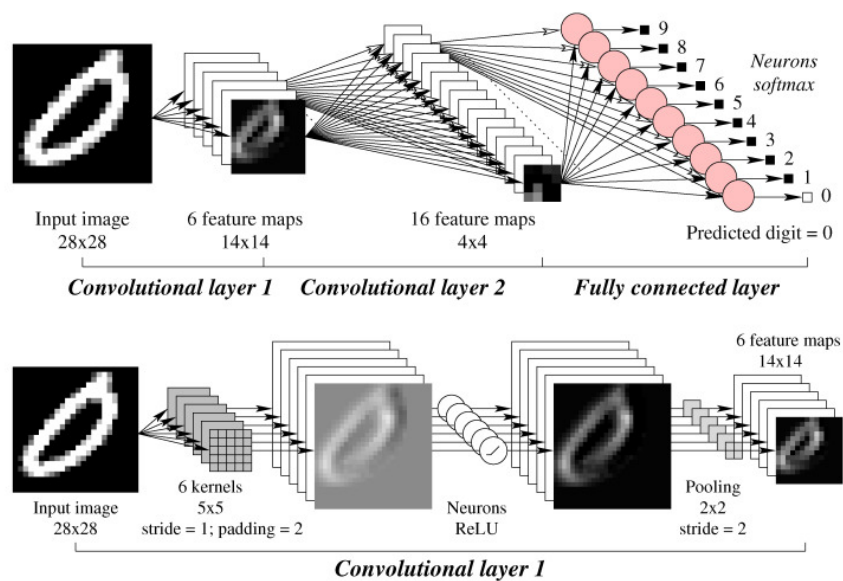 9
8
7
6
5
4
3
2
1
0
Neurons
softmax
Input image
28x28
6 feature maps
14x14
16 feature maps
4x4
Predicted digit = 0
Convolutional layer 1
Convolutional layer 2
Fully connected layer
6 feature maps
14x14
Input image
28x28
6 kernels
5x5
stride = 1; padding = 2
Neurons
ReLU
Pooling
2x2
stride = 2
Convolutional layer 1